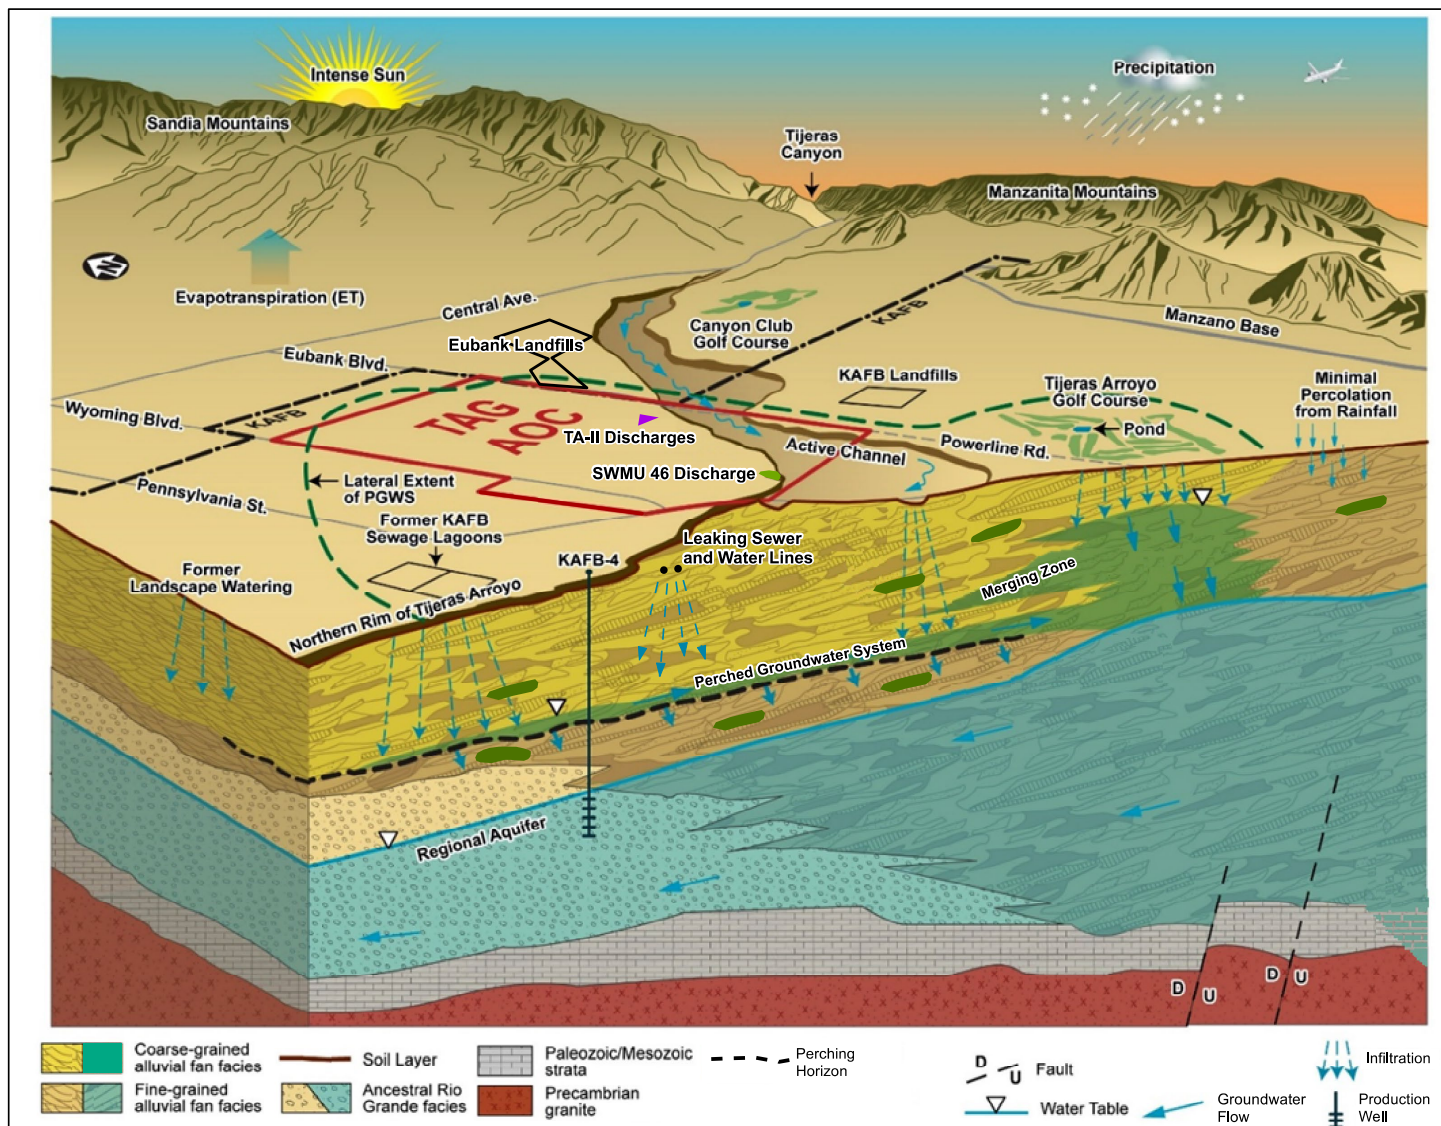 Intense Sun
Precipitation
Sandia Mountains
Tijeras
Canyon
Manzanita Mountains
N
Evapotranspiration (ET)
Central Ave.
Canyon Club
Golf Course
KAFB
Manzano Base
Eubank Landfills
Eubank Blvd.
KAFB Landfills
Tijeras Arroyo
Golf Course
Minimal
Percolation
from Rainfall
Wyoming Blvd.
KAFB
TAG
AOC
TA-II Discharges
Pond
Active Channel
Powerline Rd.
SWMU 46 Discharge
Lateral Extent
of PGWS
Pennsylvania St.
Former KAFB
Sewage Lagoons
KAFB-4
Leaking Sewer
and Water Lines
Former
Landscape Watering
Northern Rim of Tijeras Arroyo
Merging Zone
Perched Groundwater System
Regional Aquifer
D
U
D
U
Coarse-grained
alluvial fan facies
Fine-grained
alluvial fan facies
Soil Layer
Ancestral Rio
Grande facies
Paleozoic/Mesozoic
strata
Precambrian
granite
Perching
Horizon
D
U
Fault
Water Table
Groundwater
Flow
Infiltration
Production
Well